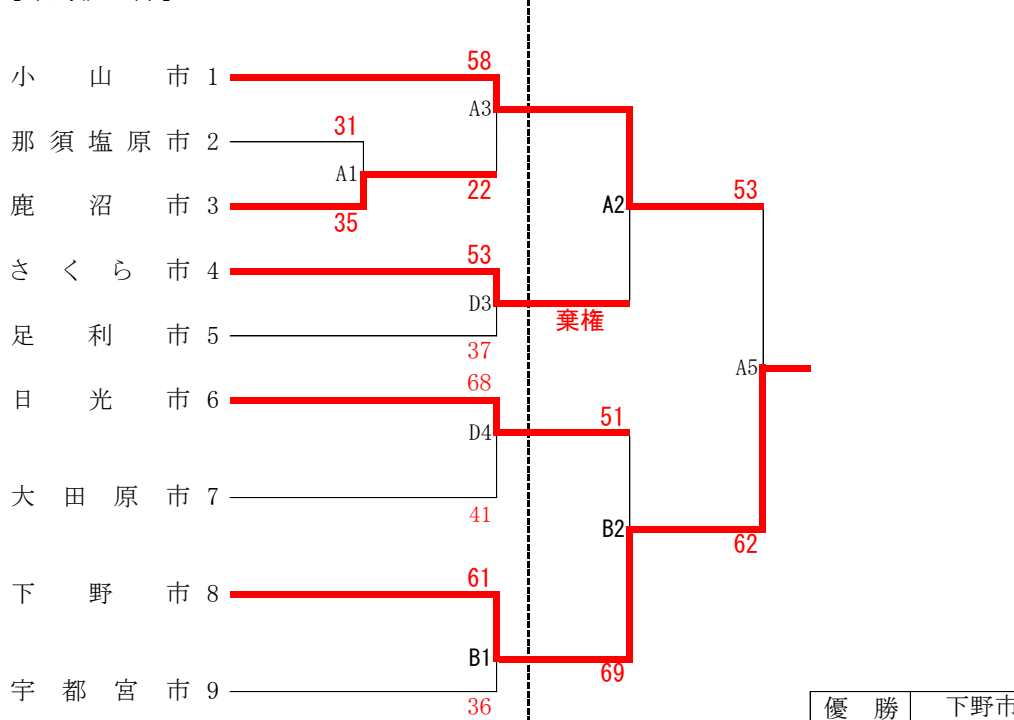 58
小山市 1
A3
31
那須塩原市 2
A1
22
53
鹿沼市 3
A2
35
53
さくら市 4
D3
棄権
足利市 5
37
A5
68
日光市 6
51
D4
大田原市 7
41
B2
62
61
下野市 8
B1
69
宇都宮市 9
36
優勝 下野市